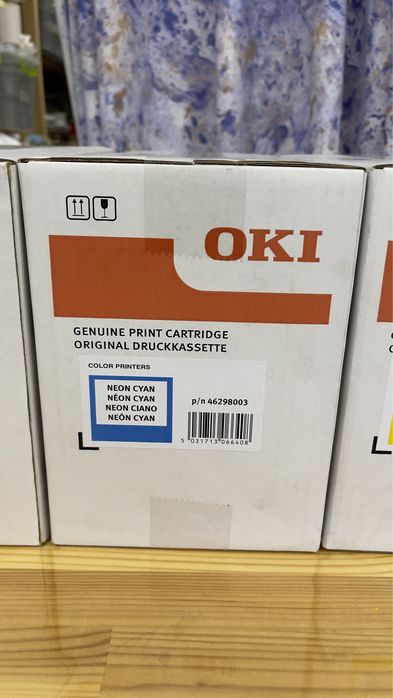 OKI
GENUINE PRINT CARTRIDGE
ORIGINAL DRUCKKASSETTE
COLOR PRINTERS
NEON CYAN
NÉON CYAN
NEON CIANO
NEÓN CYAN
p/n 46298003
5 031713 066408